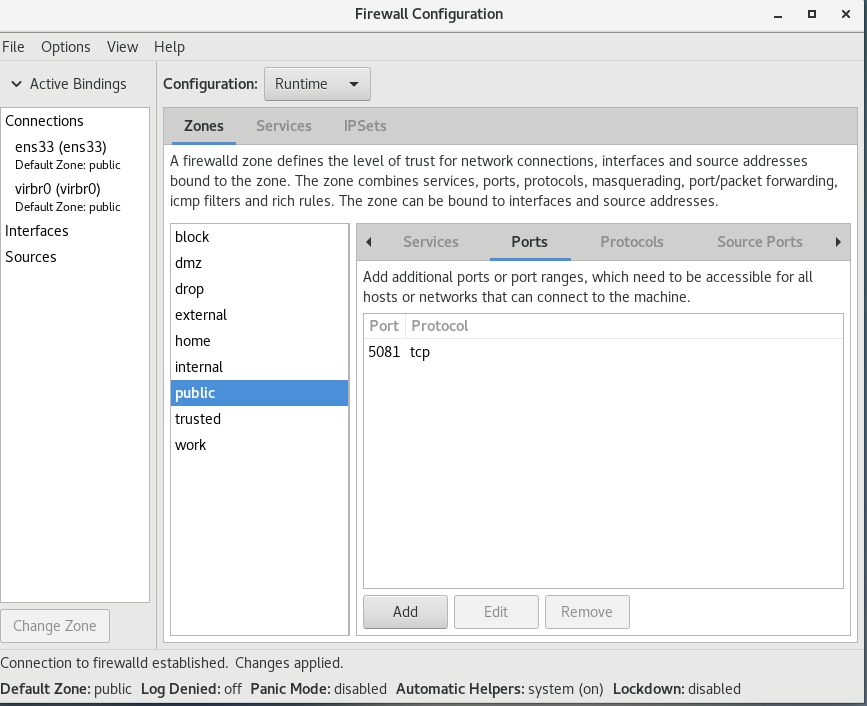 Firewall Configuration
File Options View Help
Active Bindings
Configuration: Runtime
Connections
ens33 (ens33)
Default Zone: public
virbr0 (virbr0)
Default Zone: public
Interfaces
Sources
Change Zone
Zones Services IPSets
A firewalld zone defines the level of trust for network connections, interfaces and source addresses
bound to the zone. The zone combines services, ports, protocols, masquerading, port/packet forwarding,
icmp filters and rich rules. The zone can be bound to interfaces and source addresses.
block
dmz
drop
external
home
internal
public
trusted
work
Services Ports Protocols Source Ports
Add additional ports or port ranges, which need to be accessible for all
hosts or networks that can connect to the machine.
Port Protocol
5081 tcp
Add Edit Remove
Connection to firewalld established. Changes applied.
Default Zone: public Log Denied: off Panic Mode: disabled Automatic Helpers: system (on) Lockdown: disabled